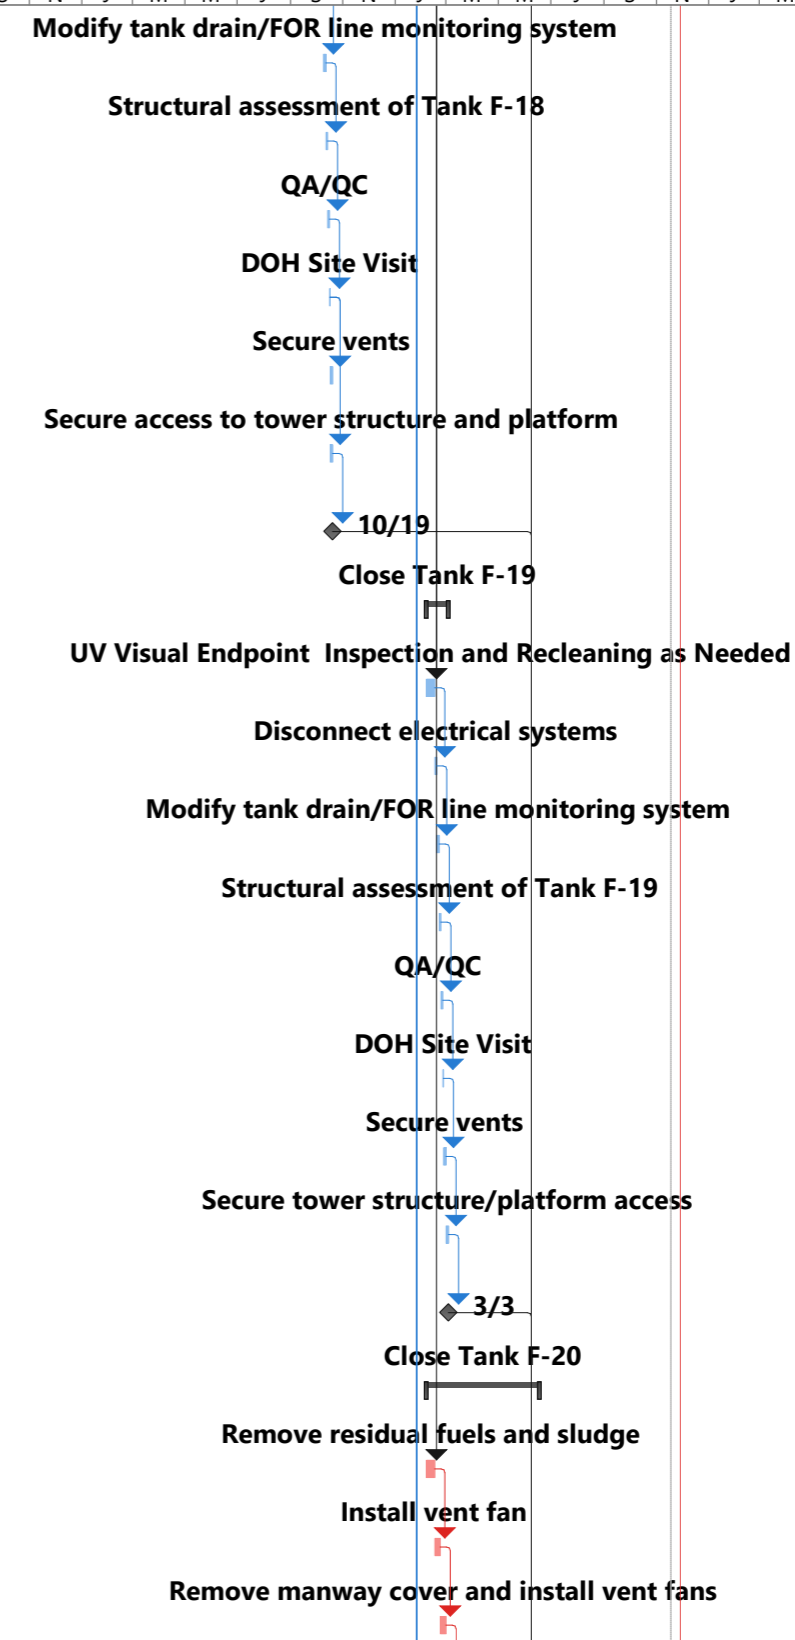 Modify tank drain/FOR line monitoring system
Structural assessment of Tank F-18
QA/QC
DOH Site Visit
Secure vents
Secure access to tower structure and platform
10/19
Close Tank F-19
UV Visual Endpoint  Inspection and Recleaning as Needed
Disconnect electrical systems
Modify tank drain/FOR line monitoring system
Structural assessment of Tank F-19
QA/QC
DOH Site Visit
Secure vents
Secure tower structure/platform access
3/3
Close Tank F-20
Remove residual fuels and sludge
Install vent fan
Remove manway cover and install vent fans